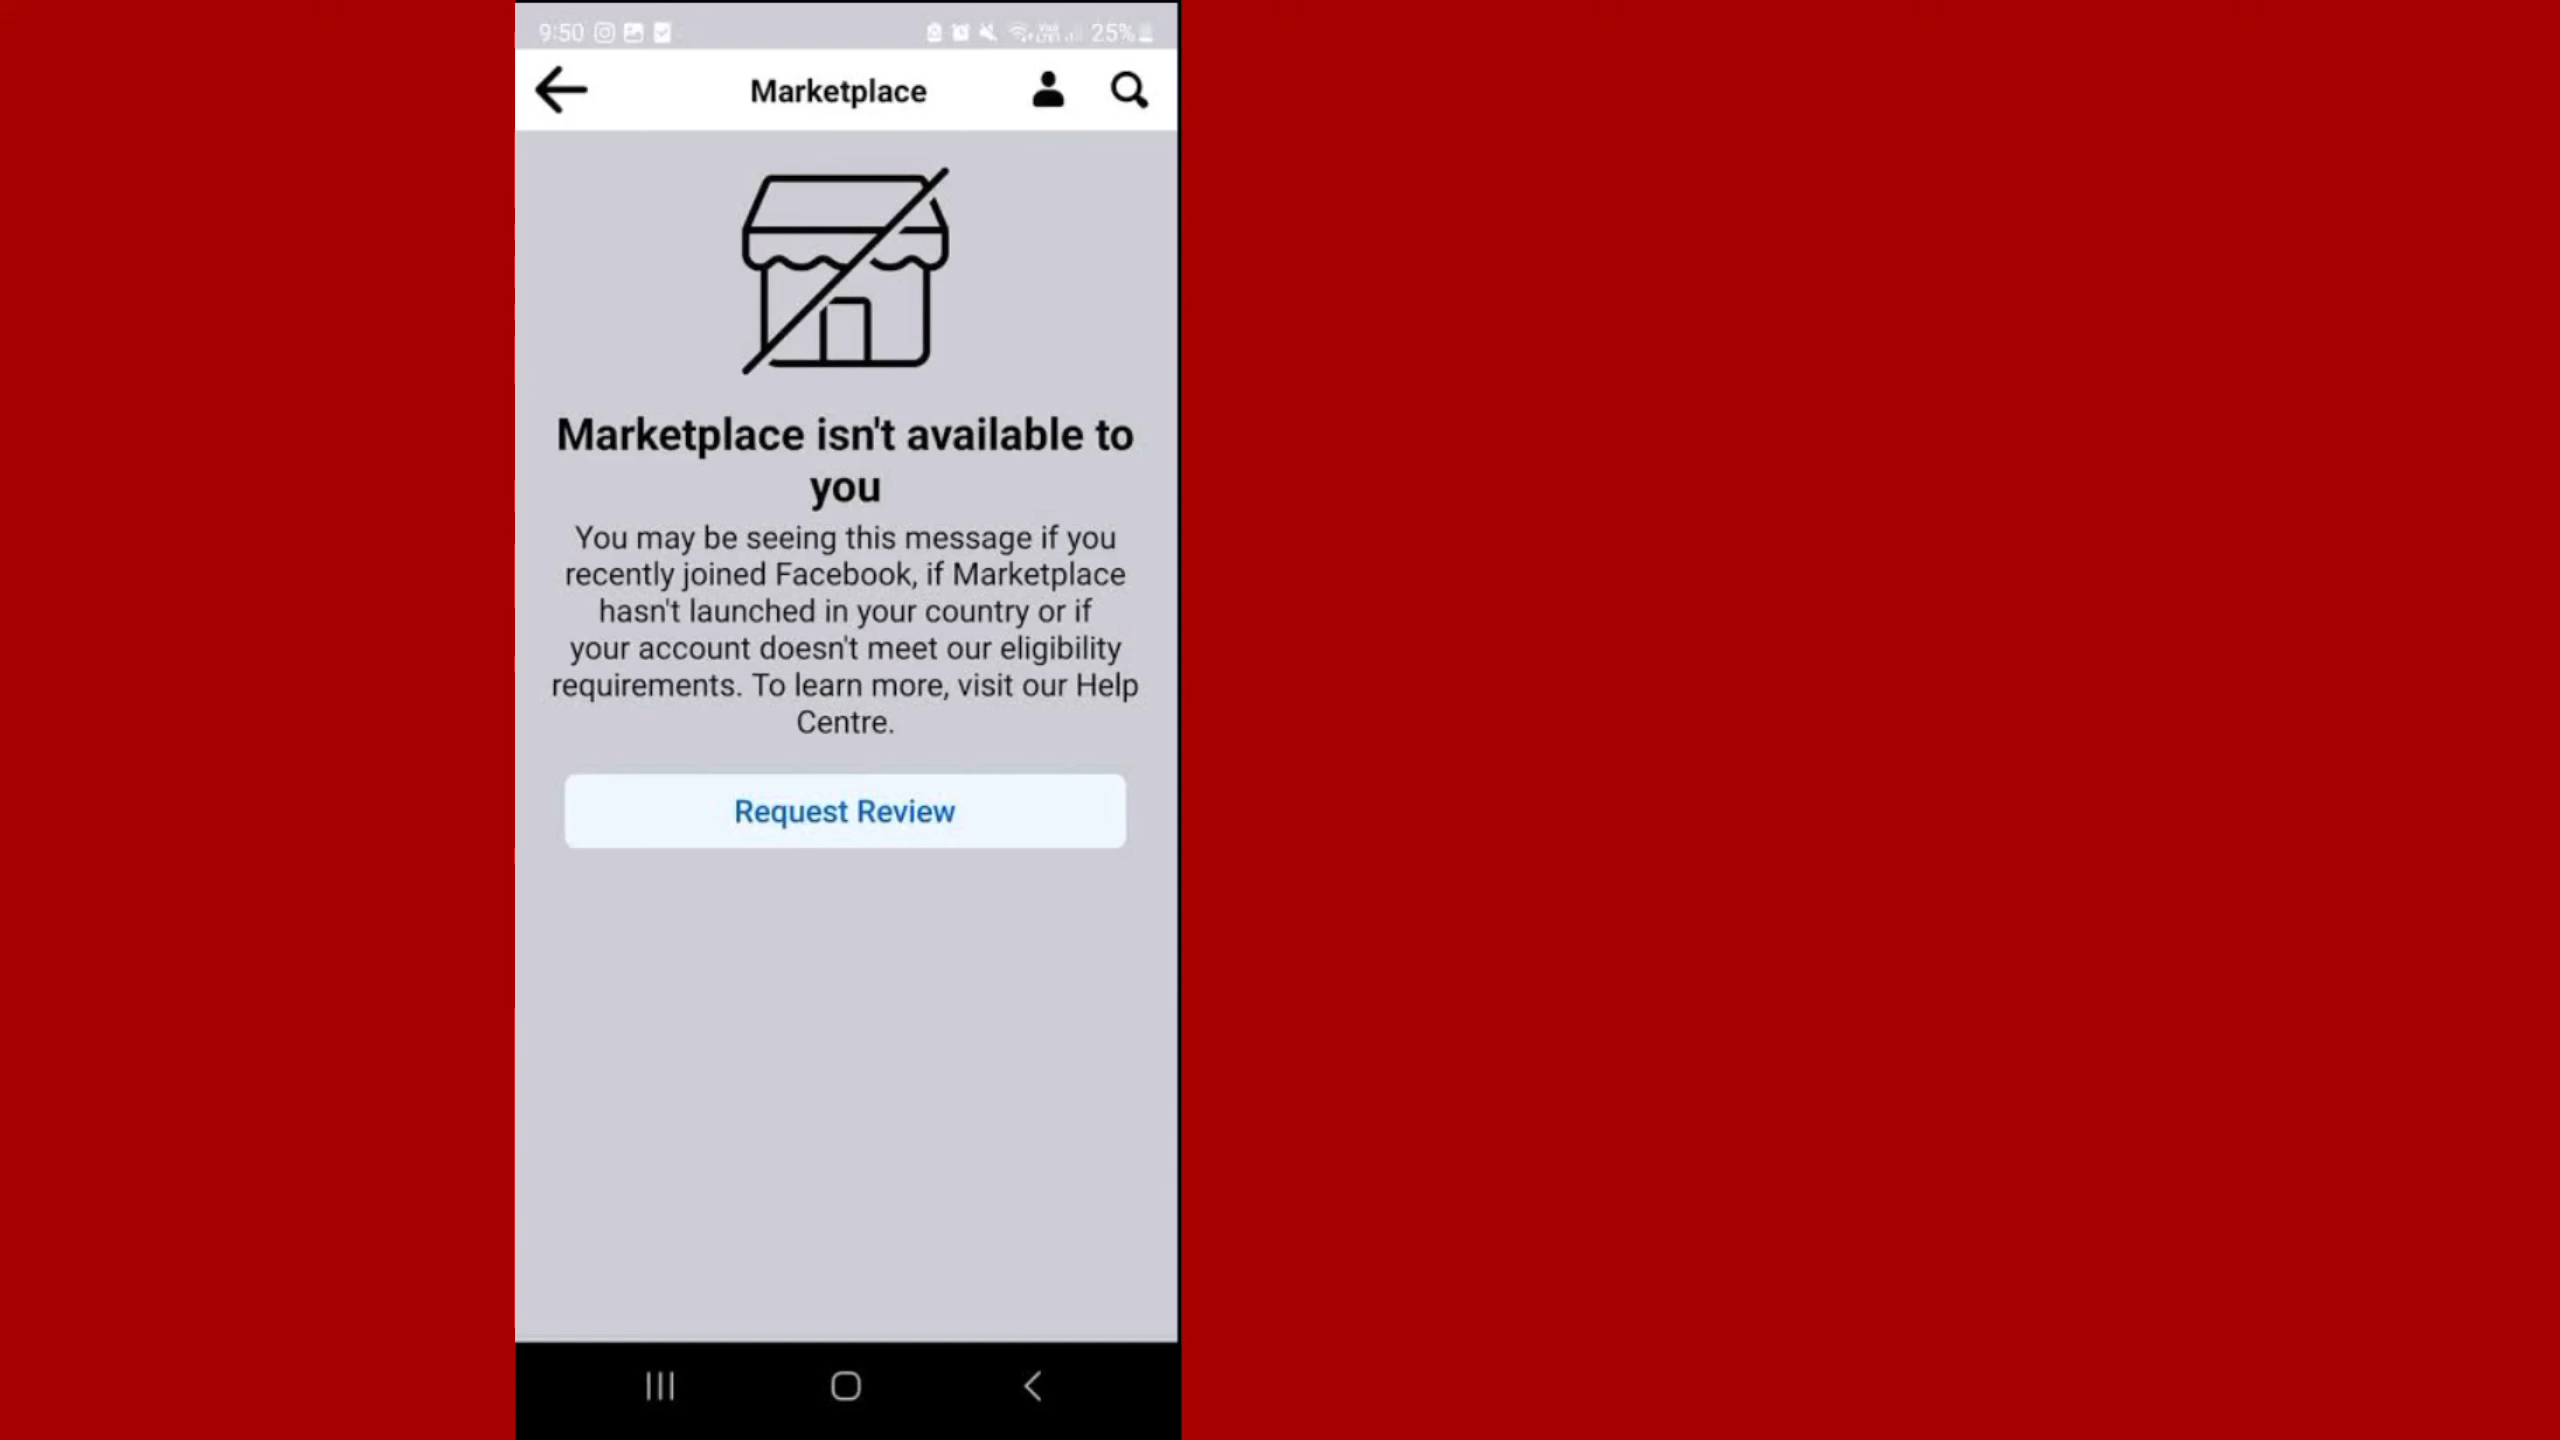 9:50
25%
Marketplace
Marketplace isn't available to
you
You may be seeing this message if you
recently joined Facebook, if Marketplace
hasn't launched in your country or if
your account doesn't meet our eligibility
requirements. To learn more, visit our Help
Centre.
Request Review